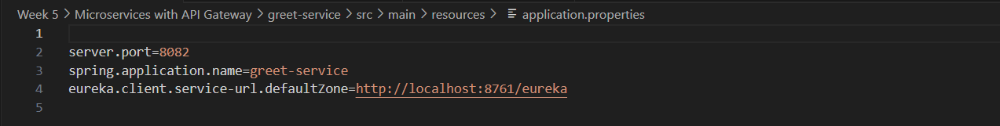 Week 5 > Microservices with API Gateway > greet-service > src > main > resources > application.properties
1
2 server.port=8082
3 spring.application.name=greet-service
4 eureka.client.service-url.defaultZone=http://localhost:8761/eureka
5